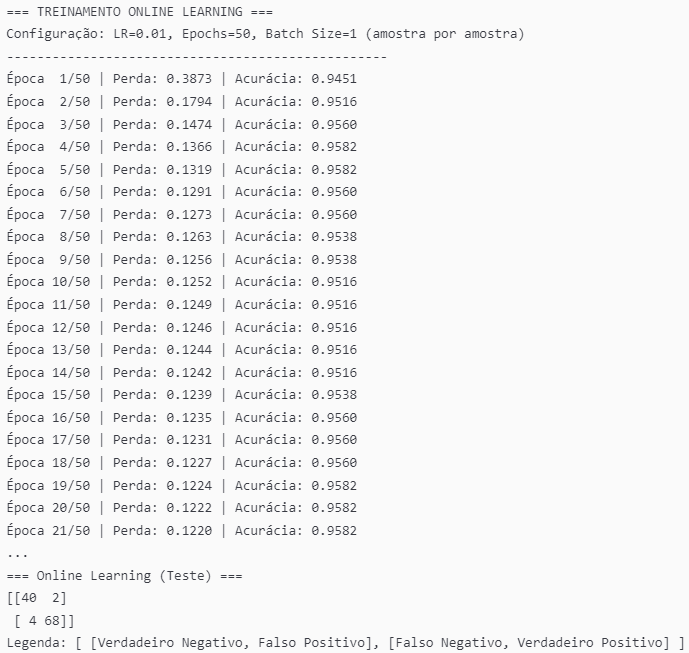 === TREINAMENTO ONLINE LEARNING ===
Configuração: LR=0.01, Epochs=50, Batch Size=1 (amostra por amostra)
--------------------------------------------------
Época  1/50 | Perda: 0.3873 | Acurácia: 0.9451
Época  2/50 | Perda: 0.1794 | Acurácia: 0.9516
Época  3/50 | Perda: 0.1474 | Acurácia: 0.9560
Época  4/50 | Perda: 0.1366 | Acurácia: 0.9582
Época  5/50 | Perda: 0.1319 | Acurácia: 0.9582
Época  6/50 | Perda: 0.1291 | Acurácia: 0.9560
Época  7/50 | Perda: 0.1273 | Acurácia: 0.9560
Época  8/50 | Perda: 0.1263 | Acurácia: 0.9538
Época  9/50 | Perda: 0.1256 | Acurácia: 0.9538
Época 10/50 | Perda: 0.1252 | Acurácia: 0.9516
Época 11/50 | Perda: 0.1249 | Acurácia: 0.9516
Época 12/50 | Perda: 0.1246 | Acurácia: 0.9516
Época 13/50 | Perda: 0.1244 | Acurácia: 0.9516
Época 14/50 | Perda: 0.1242 | Acurácia: 0.9516
Época 15/50 | Perda: 0.1239 | Acurácia: 0.9538
Época 16/50 | Perda: 0.1235 | Acurácia: 0.9560
Época 17/50 | Perda: 0.1231 | Acurácia: 0.9560
Época 18/50 | Perda: 0.1227 | Acurácia: 0.9560
Época 19/50 | Perda: 0.1224 | Acurácia: 0.9582
Época 20/50 | Perda: 0.1222 | Acurácia: 0.9582
Época 21/50 | Perda: 0.1220 | Acurácia: 0.9582
...
=== Online Learning (Teste) ===
[[40  2]
 [ 4 68]]
Legenda: [ [Verdadeiro Negativo, Falso Positivo], [Falso Negativo, Verdadeiro Positivo] ]